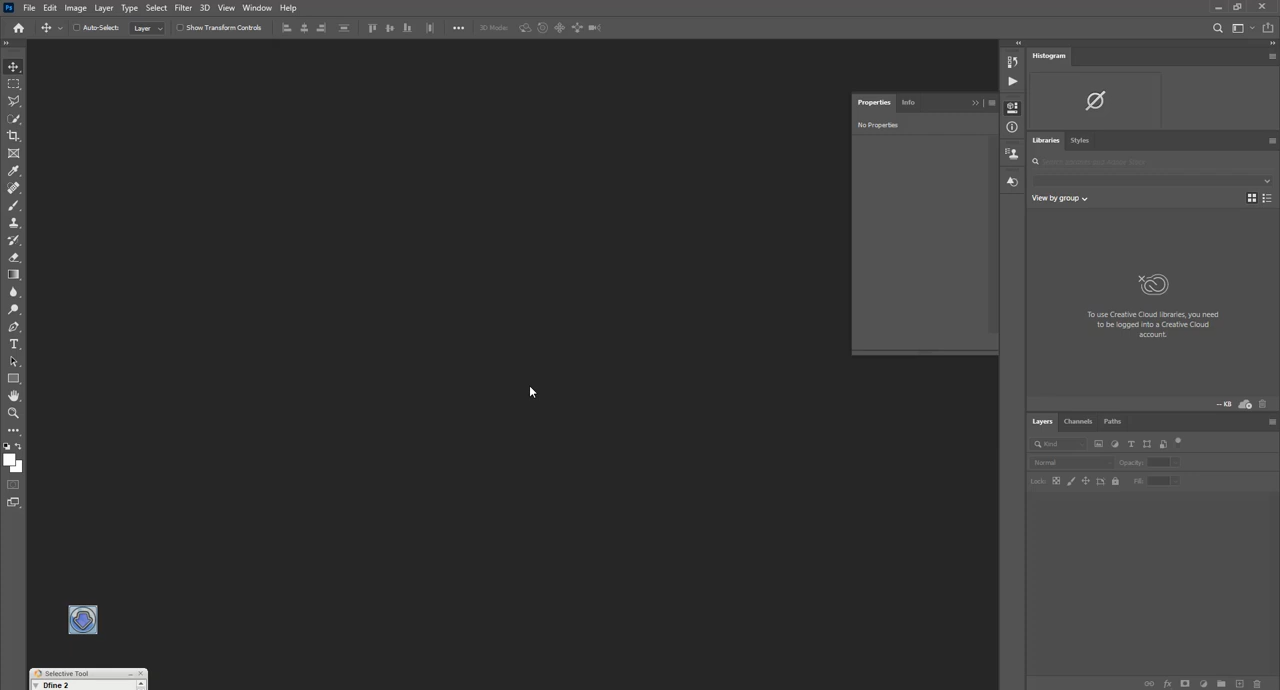 Ps File Edit Image Layer Type Select Filter 3D View Window Help
Auto-Select: Layer Show Transform Controls 3D Mode:
Histogram
Properties Info
No Properties
Libraries Styles
View by group
To use Creative Cloud libraries, you need
to be logged into a Creative Cloud
account.
-- KB
Layers Channels Paths
Kind
Normal Opacity:
Lock: Fill:
Selective Tool
Dfine 2